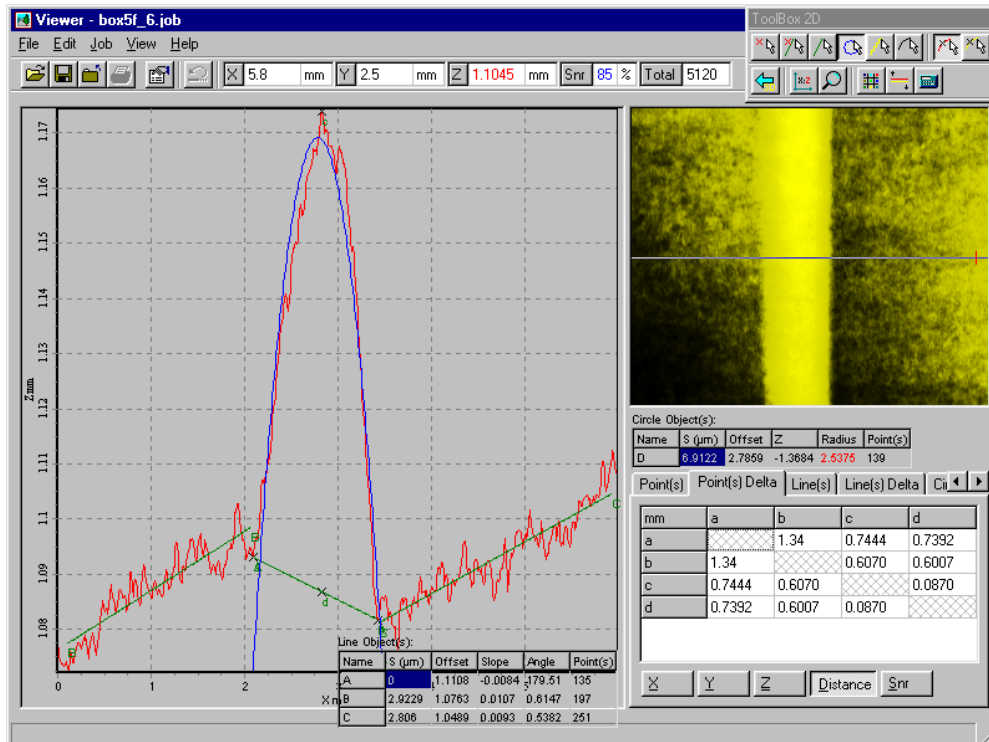 Viewer - box5f_6.job
ToolBox 2D
File Edit Job View Help
X 5.8 mm Y 2.5 mm Z 1.1045 mm Snr 85 % Total 5120
1.17
1.16
1.15
1.14
1.13
1.12
1.11
1.1
1.09
1.08
Z mm
0 1 2
c
B
A
d
C
Circle Object(s):
Name S (µm) Offset Z Radius Point(s)
D 6.9122 2.7859 -1.3684 2.5375 139
Point(s) Point(s) Delta Line(s) Line(s) Delta
mm a b c d
a 1.34 0.7444 0.7392
b 1.34 0.6070 0.6007
c 0.7444 0.6070 0.0870
d 0.7392 0.6007 0.0870
X Y Z Distance Snr
Line Object(s):
Name S (µm) Offset Slope Angle Point(s)
A 0 1.1108 -0.0084 -179.51 135
B 2.9229 1.0763 0.0107 0.6147 197
C 2.806 1.0489 0.0093 0.5382 251